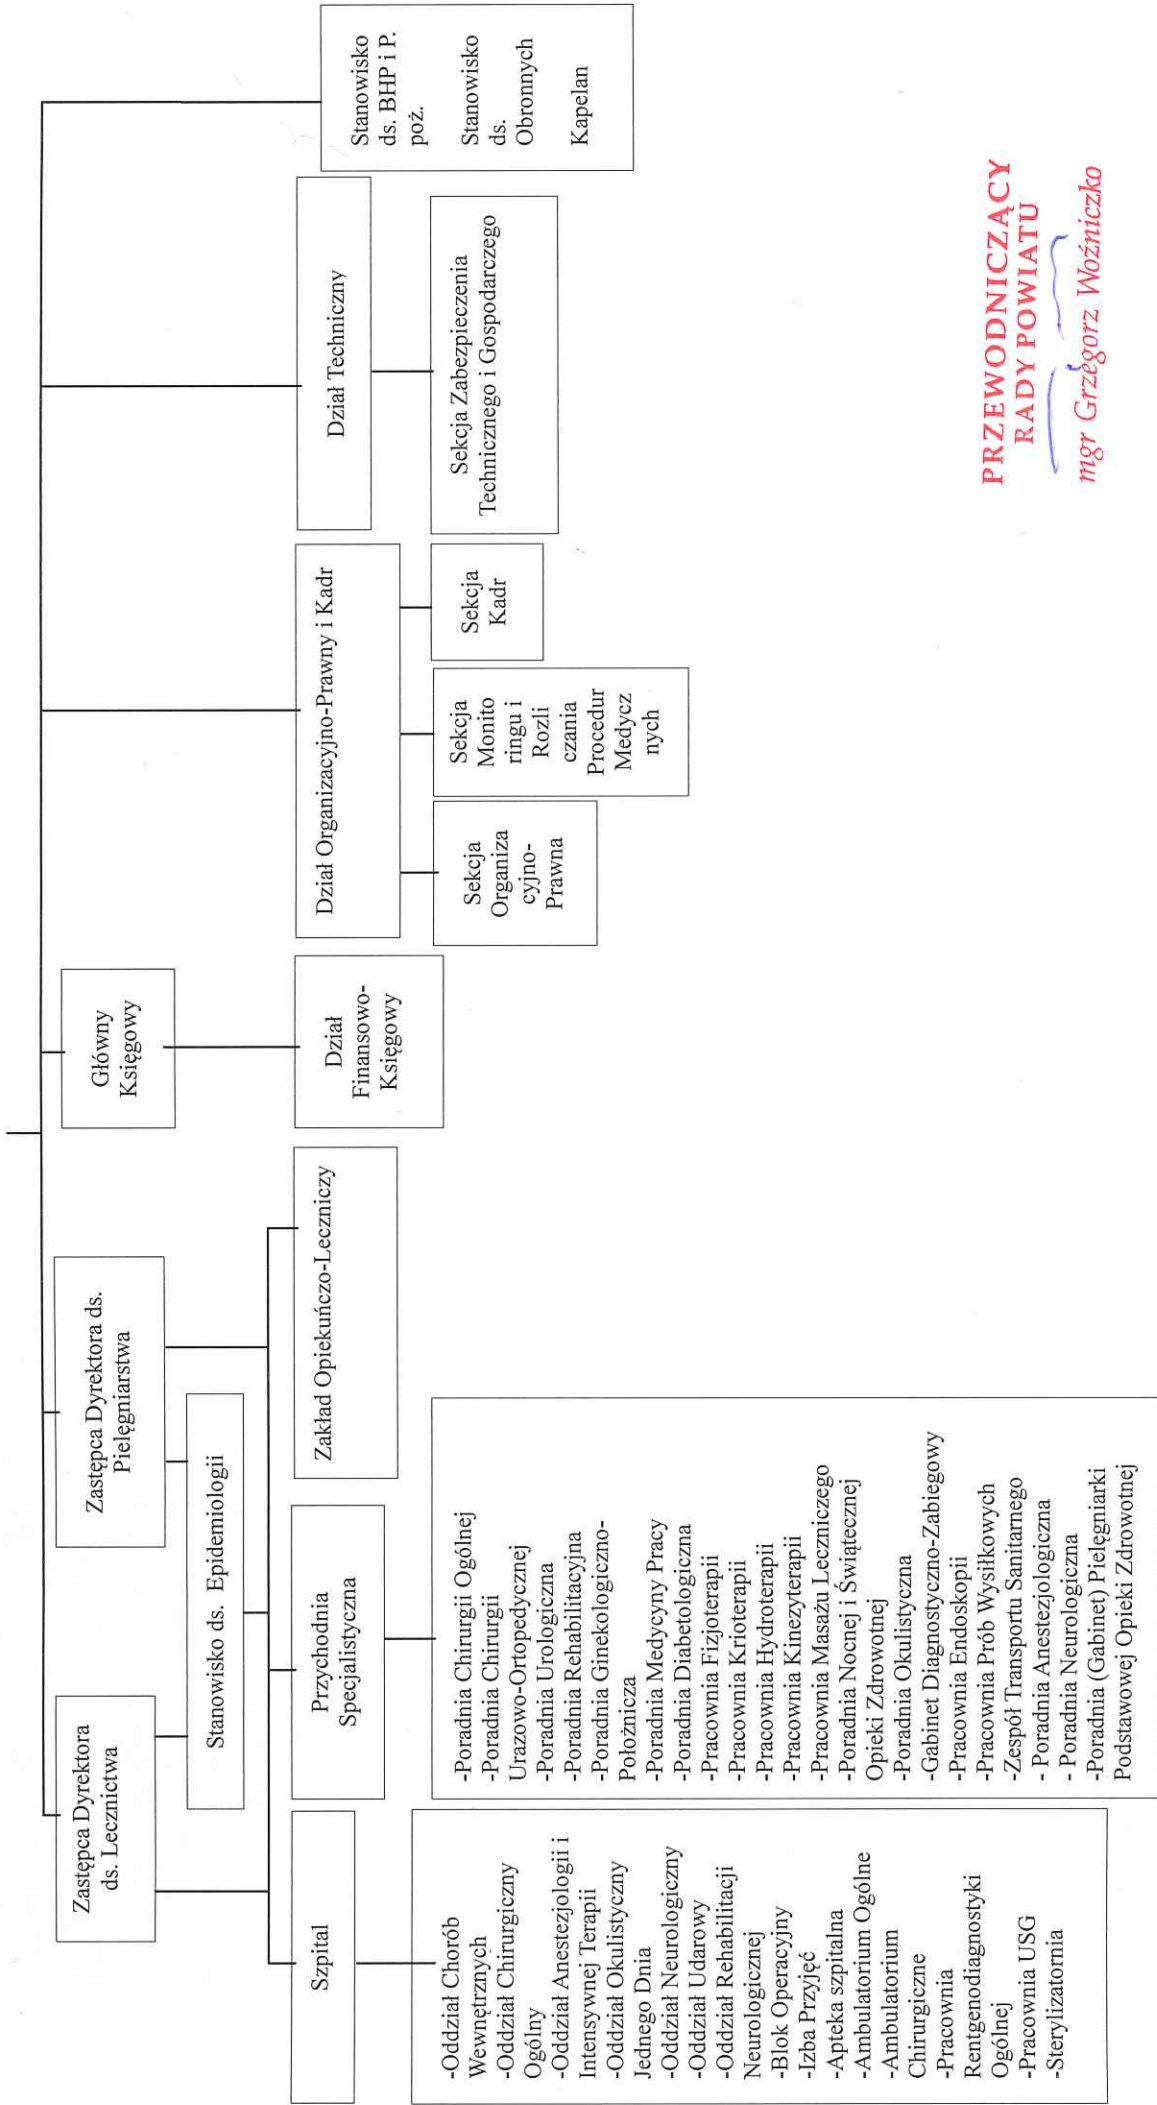 Zastępca Dyrektora
ds. Lecznictwa
Zastępca Dyrektora ds.
Pielęgniarstwa
Główny
Księgowy
Stanowisko ds. Epidemiologii
Szpital
Przychodnia
Specjalistyczna
Zakład Opiekuńczo-Leczniczy
Dział
Finansowo-
Księgowy
Dział Organizacyjno-Prawny i Kadr
Dział Techniczny
Stanowisko
ds. BHP i P.
poż.
Stanowisko
ds.
Obronnych
Kapelan
-Oddział Chorób
Wewnętrznych
-Oddział Chirurgiczny
Ogólny
-Oddział Anestezjologii i
Intensywnej Terapii
-Oddział Okulistyczny
Jednego Dnia
-Oddział Neurologiczny
-Oddział Udarowy
-Oddział Rehabilitacji
Neurologicznej
-Blok Operacyjny
-Izba Przyjęć
-Apteka szpitalna
-Ambulatorium Ogólne
-Ambulatorium
Chirurgiczne
-Pracownia
Rentgenodiagnostyki
Ogólnej
-Pracownia USG
-Sterylizatornia
-Poradnia Chirurgii Ogólnej
-Poradnia Chirurgii
Urazowo-Ortopedycznej
-Poradnia Urologiczna
-Poradnia Rehabilitacyjna
-Poradnia Ginekologiczno-
Położnicza
-Poradnia Medycyny Pracy
-Poradnia Diabetologiczna
-Pracownia Fizjoterapii
-Pracownia Krioterapii
-Pracownia Hydroterapii
-Pracownia Kinezyterapii
-Pracownia Masażu Leczniczego
-Poradnia Nocnej i Świątecznej
Opieki Zdrowotnej
-Poradnia Okulistyczna
-Gabinet Diagnostyczno-Zabiegowy
-Pracownia Endoskopii
-Pracownia Prób Wysiłkowych
-Zespół Transportu Sanitarnego
- Poradnia Anestezjologiczna
- Poradnia Neurologiczna
-Poradnia (Gabinet) Pielęgniarki
Podstawowej Opieki Zdrowotnej
Sekcja
Organiza
cyjno-
Prawna
Sekcja
Monito
ringu i
Rozli
czania
Procedur
Medycz
nych
Sekcja
Kadr
Sekcja Zabezpieczenia
Technicznego i Gospodarczego
PRZEWODNICZĄCY
RADY POWIATU
mgr Grzegorz Woźniczko